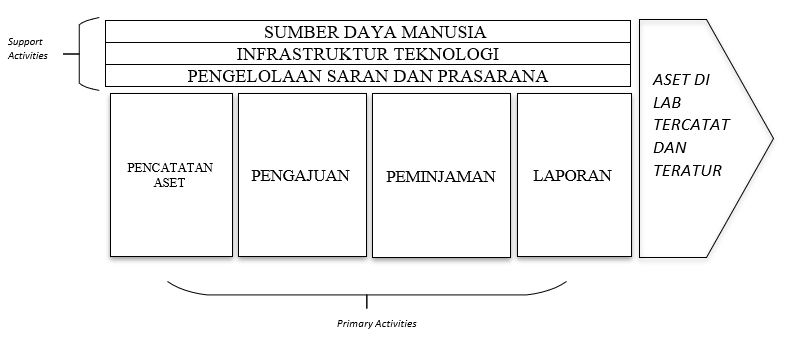 Support
Activities
SUMBER DAYA MANUSIA
INFRASTRUKTUR TEKNOLOGI
PENGELOLAAN SARAN DAN PRASARANA
PENCATATAN
ASET
PENGAJUAN
PEMINJAMAN
LAPORAN
ASET DI
LAB
TERCATAT
DAN
TERATUR
Primary Activities